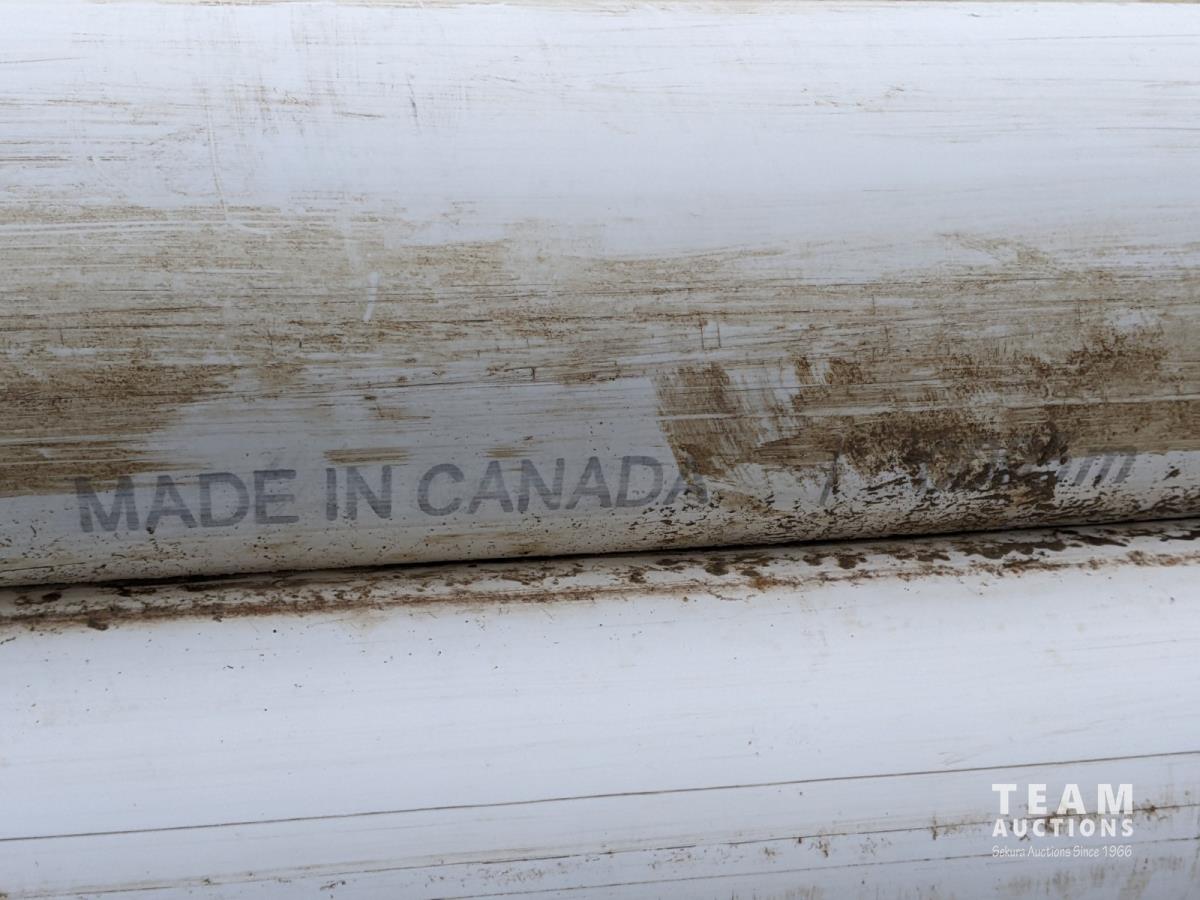 MADE IN CANADA
TEAM
AUCTIONS
Sekura Auctions Since 1966